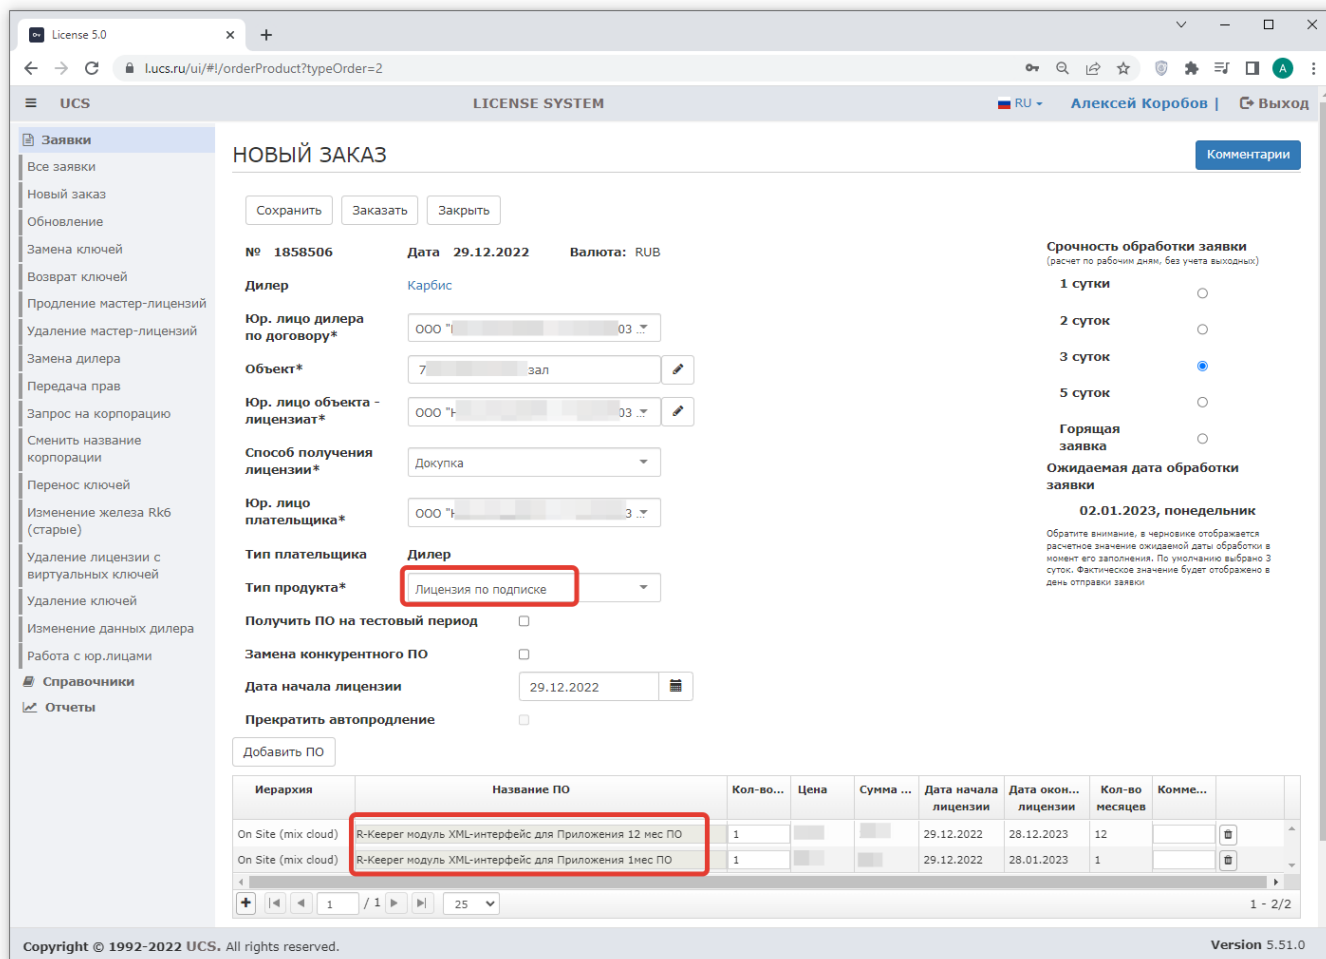 License 5.0
l.ucs.ru/ui/#!/orderProduct?typeOrder=2
A
UCS
LICENSE SYSTEM
RU
Алексей Коробов |
Выход
Заявки
Все заявки
Новый заказ
Обновление
Замена ключей
Возврат ключей
Продление мастер-лицензий
Удаление мастер-лицензий
Замена дилера
Передача прав
Запрос на корпорацию
Сменить название
корпорации
Перенос ключей
Изменение железа Rk6
(старые)
Удаление лицензии с
виртуальных ключей
Удаление ключей
Изменение данных дилера
Работа с юр.лицами
Справочники
Отчеты
НОВЫЙ ЗАКАЗ
Комментарии
Сохранить
Заказать
Закрыть
№ 1858506
Дата 29.12.2022
Валюта: RUB
Дилер
Карбис
Юр. лицо дилера
по договору*
ООО "
03 ...
Объект*
7
зал
Юр. лицо объекта -
лицензиат*
ООО "Н
03 ...
Способ получения
лицензии*
Докупка
Юр. лицо
плательщика*
ООО "Н
3 ...
Тип плательщика
Дилер
Тип продукта*
Лицензия по подписке
Получить ПО на тестовый период
Замена конкурентного ПО
Дата начала лицензии
29.12.2022
Прекратить автопродление
Срочность обработки заявки
(расчет по рабочим дням, без учета выходных)
1 сутки
2 суток
3 суток
5 суток
Горящая
заявка
Ожидаемая дата обработки
заявки
02.01.2023, понедельник
Обратите внимание, в черновике отображается
расчетное значение ожидаемой даты обработки в
момент его заполнения. По умолчанию выбрано 3
суток. Фактическое значение будет отображено в
день отправки заявки
Добавить ПО
Иерархия
Название ПО
Кол-во...
Цена
Сумма ...
Дата начала
лицензии
Дата окон...
лицензии
Кол-во
месяцев
Комме...
On Site (mix cloud)
R-Keeper модуль XML-интерфейс для Приложения 12 мес ПО
1
29.12.2022
28.12.2023
12
On Site (mix cloud)
R-Keeper модуль XML-интерфейс для Приложения 1мес ПО
1
29.12.2022
28.01.2023
1
1
/ 1
25
1 - 2/2
Copyright © 1992-2022 UCS. All rights reserved.
Version 5.51.0